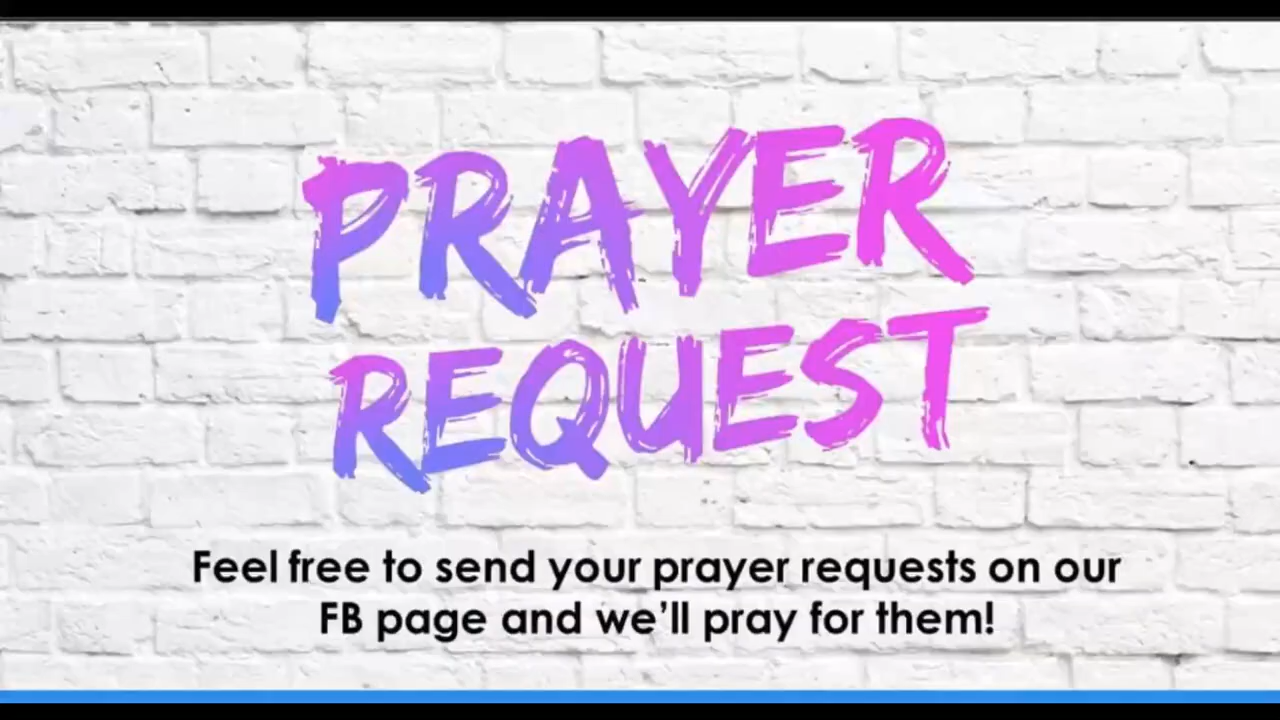 PRAYER
REQUEST
Feel free to send your prayer requests on our
FB page and we'll pray for them!